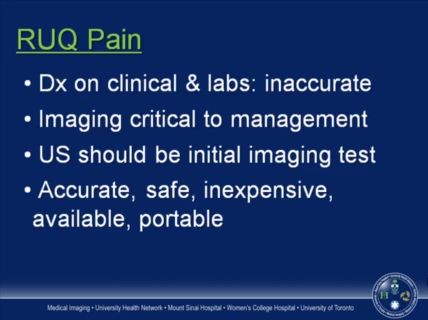 RUQ Pain
• Dx on clinical & labs: inaccurate
• Imaging critical to management
• US should be initial imaging test
• Accurate, safe, inexpensive,
available, portable
Medical Imaging • University Health Network • Mount Sinai Hospital • Women's College Hospital • University of Toronto